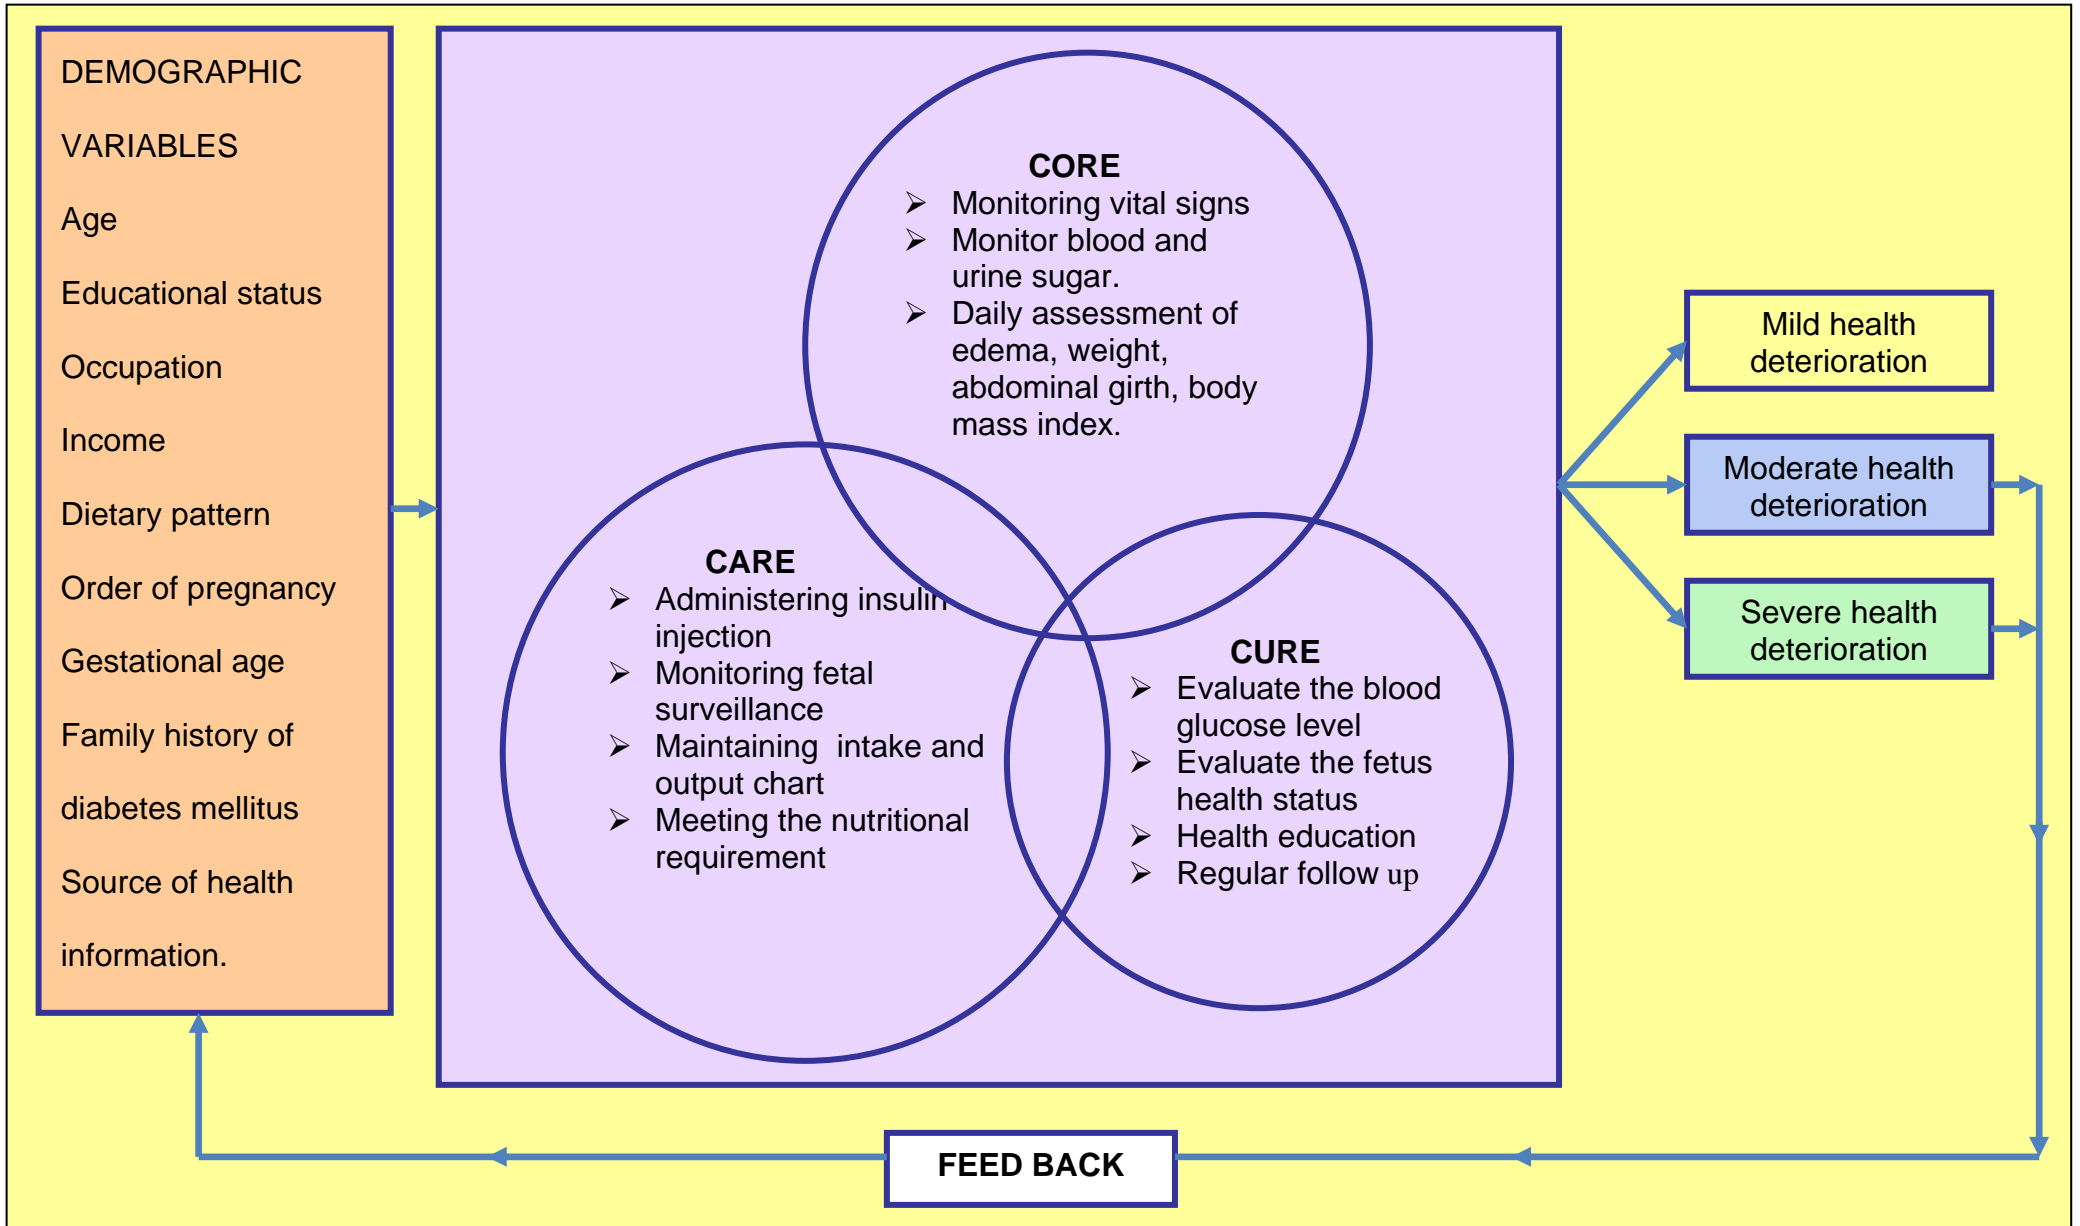 DEMOGRAPHIC
VARIABLES
Age
Educational status
Occupation
Income
Dietary pattern
Order of pregnancy
Gestational age
Family history of
diabetes mellitus
Source of health
information.
CORE
➢ Monitoring vital signs
➢ Monitor blood and
urine sugar.
➢ Daily assessment of
edema, weight,
abdominal girth, body
mass index.
CARE
➢ Administering insulin
injection
➢ Monitoring fetal
surveillance
➢ Maintaining intake and
output chart
➢ Meeting the nutritional
requirement
CURE
➢ Evaluate the blood
glucose level
➢ Evaluate the fetus
health status
➢ Health education
➢ Regular follow up
Mild health
deterioration
Moderate health
deterioration
Severe health
deterioration
FEED BACK